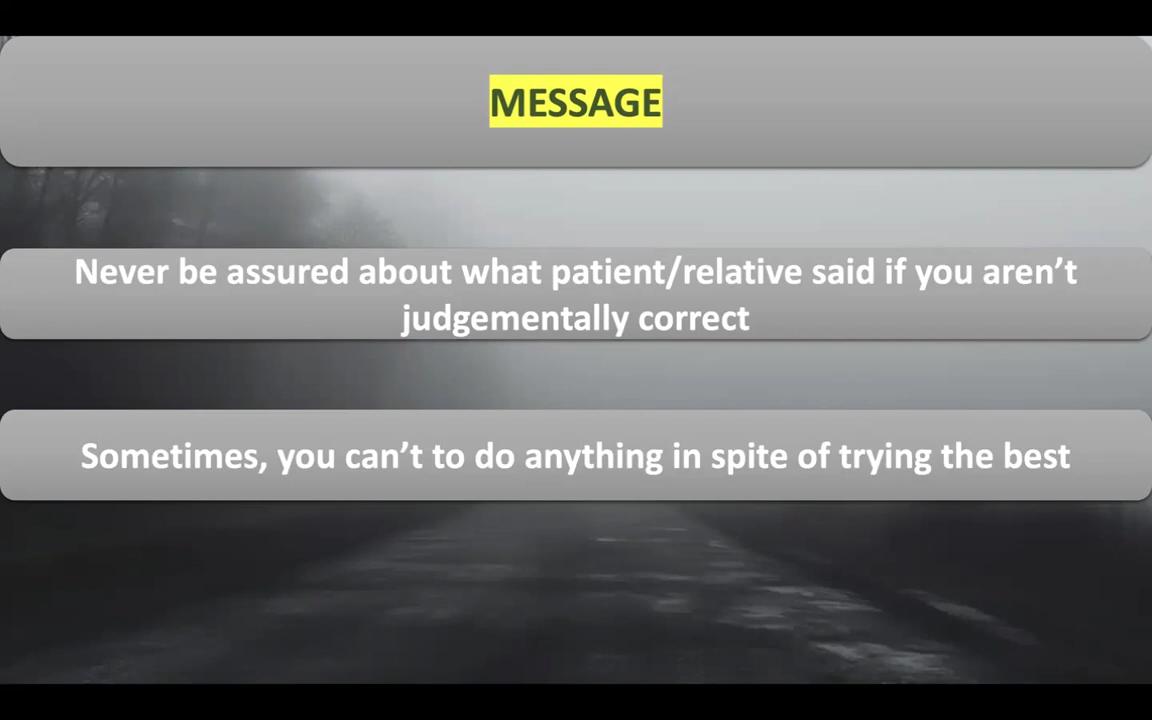 MESSAGE
Never be assured about what patient/relative said if you aren’t
judgementally correct
Sometimes, you can’t to do anything in spite of trying the best